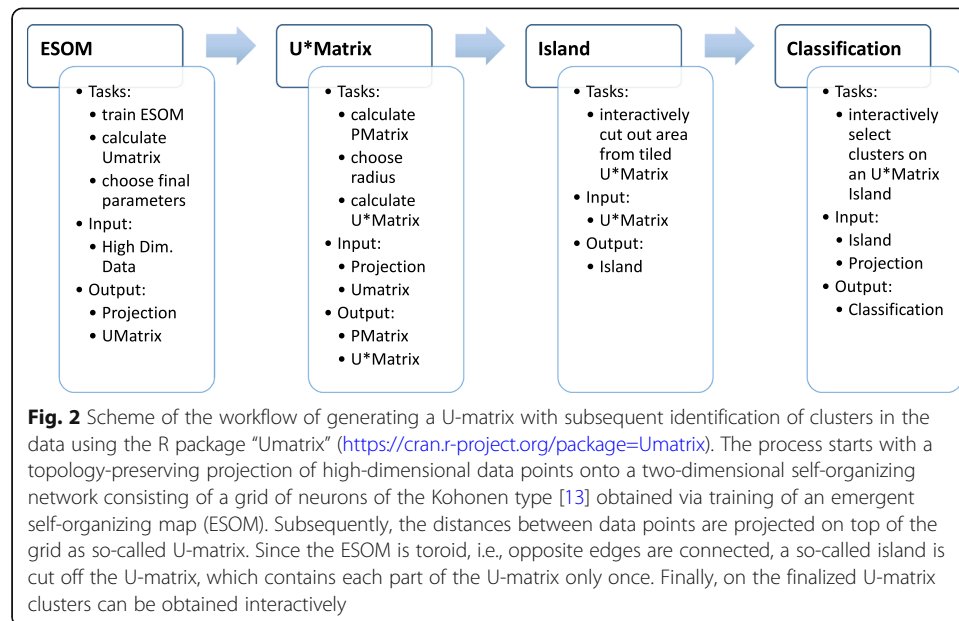 ESOM
• Tasks:
• train ESOM
• calculate
Umatrix
• choose final
parameters
• Input:
• High Dim.
Data
• Output:
• Projection
• UMatrix
U*Matrix
• Tasks:
• calculate
PMatrix
• choose
radius
• calculate
U*Matrix
• Input:
• Projection
• Umatrix
• Output:
• PMatrix
• U*Matrix
Island
• Tasks:
• interactively
cut out area
from tiled
U*Matrix
• Input:
• U*Matrix
• Output:
• Island
Classification
• Tasks:
• interactively
select
clusters on
an U*Matrix
Island
• Input:
• Island
• Projection
• Output:
• Classification
Fig. 2 Scheme of the workflow of generating a U-matrix with subsequent identification of clusters in the
data using the R package “Umatrix” (https://cran.r-project.org/package=Umatrix). The process starts with a
topology-preserving projection of high-dimensional data points onto a two-dimensional self-organizing
network consisting of a grid of neurons of the Kohonen type [13] obtained via training of an emergent
self-organizing map (ESOM). Subsequently, the distances between data points are projected on top of the
grid as so-called U-matrix. Since the ESOM is toroid, i.e., opposite edges are connected, a so-called island is
cut off the U-matrix, which contains each part of the U-matrix only once. Finally, on the finalized U-matrix
clusters can be obtained interactively